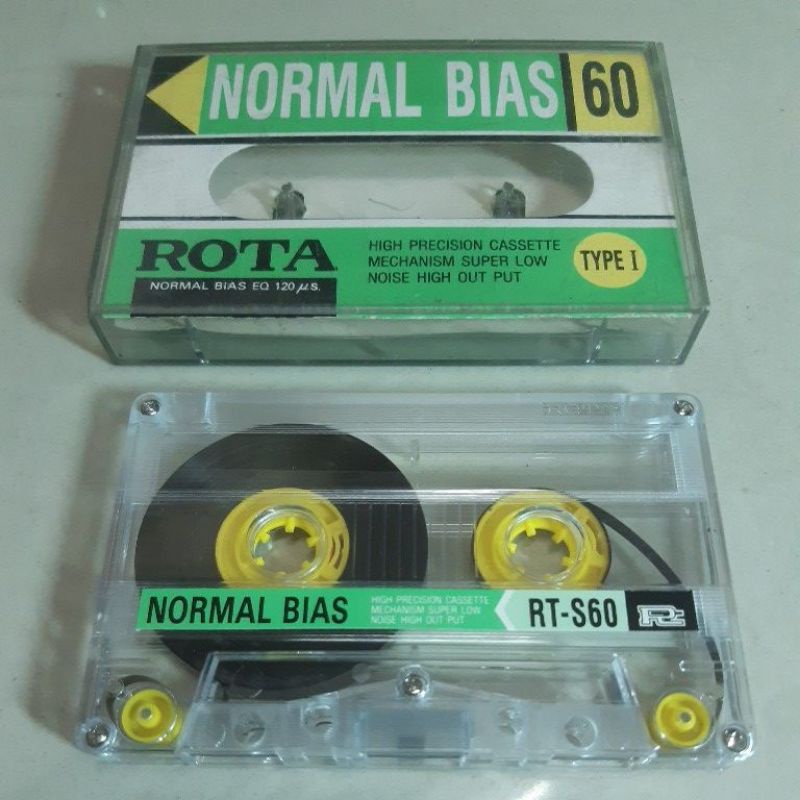 NORMAL BIAS 60
ROTA
NORMAL BIAS EQ 120 μs.
HIGH PRECISION CASSETTE
MECHANISM SUPER LOW
NOISE HIGH OUT PUT
TYPE I
NORMAL BIAS
HIGH PRECISION CASSETTE
MECHANISM SUPER LOW
NOISE HIGH OUT PUT
RT-S60